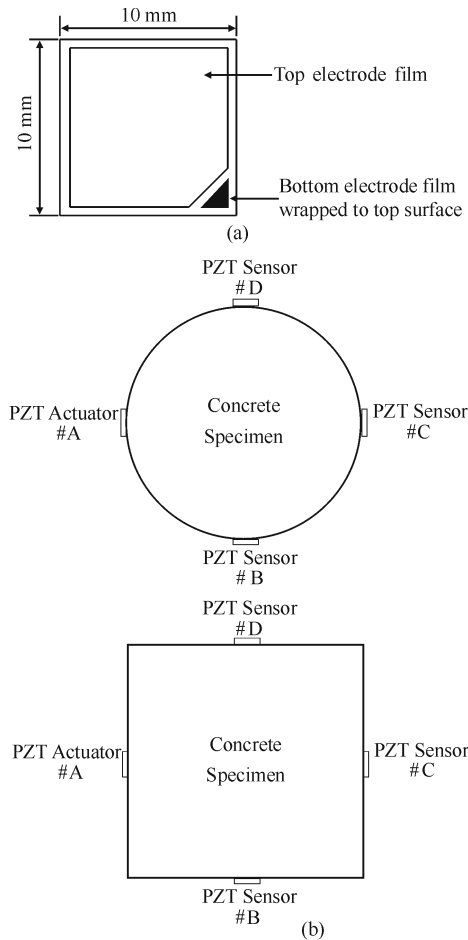 10 mm
10 mm
Top electrode film
Bottom electrode film
wrapped to top surface
(a)
PZT Sensor
#D
PZT Actuator
#A
Concrete
Specimen
PZT Sensor
#C
PZT Sensor
#B
PZT Sensor
#D
PZT Actuator
#A
Concrete
Specimen
PZT Sensor
#C
PZT Sensor
#B
(b)